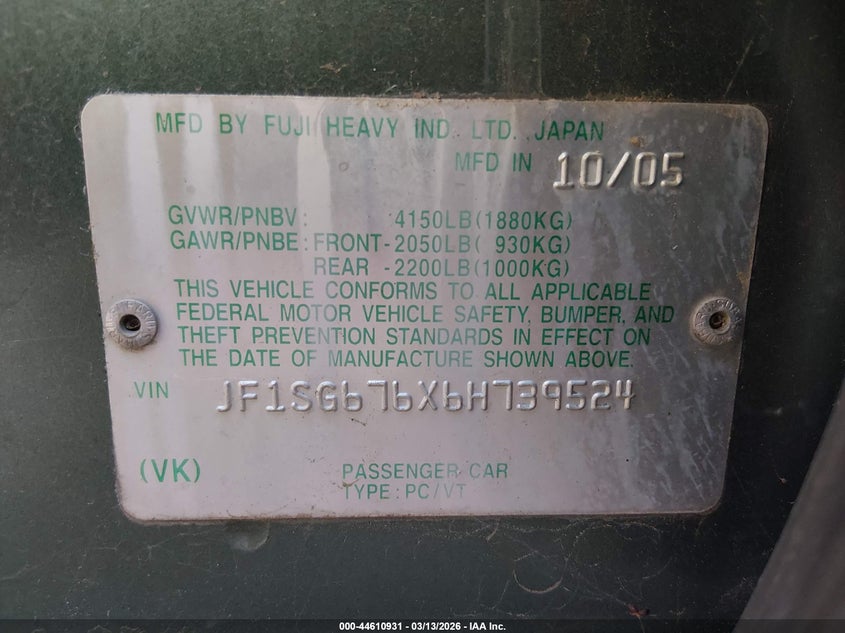 MFD BY FUJI HEAVY IND. LTD. JAPAN
MFD IN 10/05
GVWR/PNBV: 4150LB(1880KG)
GAWR/PNBE: FRONT-2050LB( 930KG)
REAR -2200LB(1000KG)
THIS VEHICLE CONFORMS TO ALL APPLICABLE
FEDERAL MOTOR VEHICLE SAFETY, BUMPER, AND
THEFT PREVENTION STANDARDS IN EFFECT ON
THE DATE OF MANUFACTURE SHOWN ABOVE.
VIN JF1SG676X6H739524
(VK) PASSENGER CAR
TYPE: PC/VT
000-44610931 - 03/13/2026 - IAA Inc.